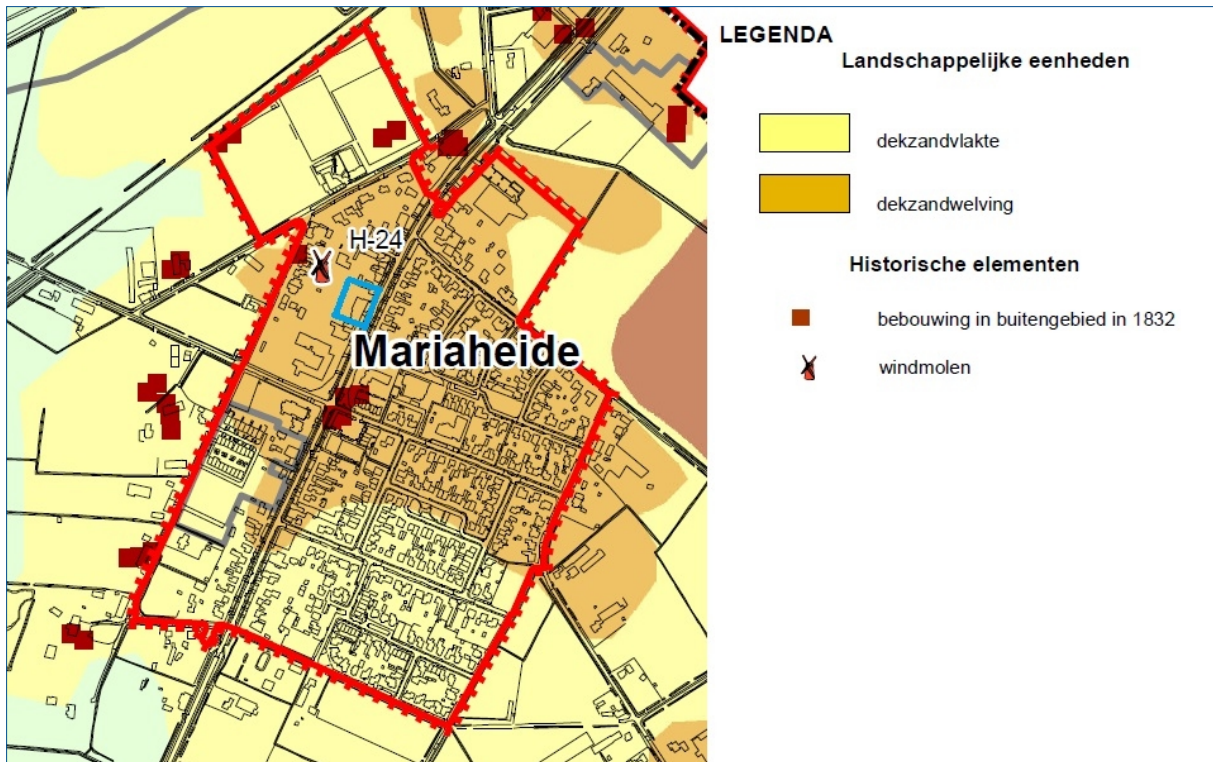 H-24
Mariaheide
LEGENDA
Landschappelijke eenheden
dekzandvlakte
dekzandwelving
Historische elementen
bebouwing in buitengebied in 1832
windmolen